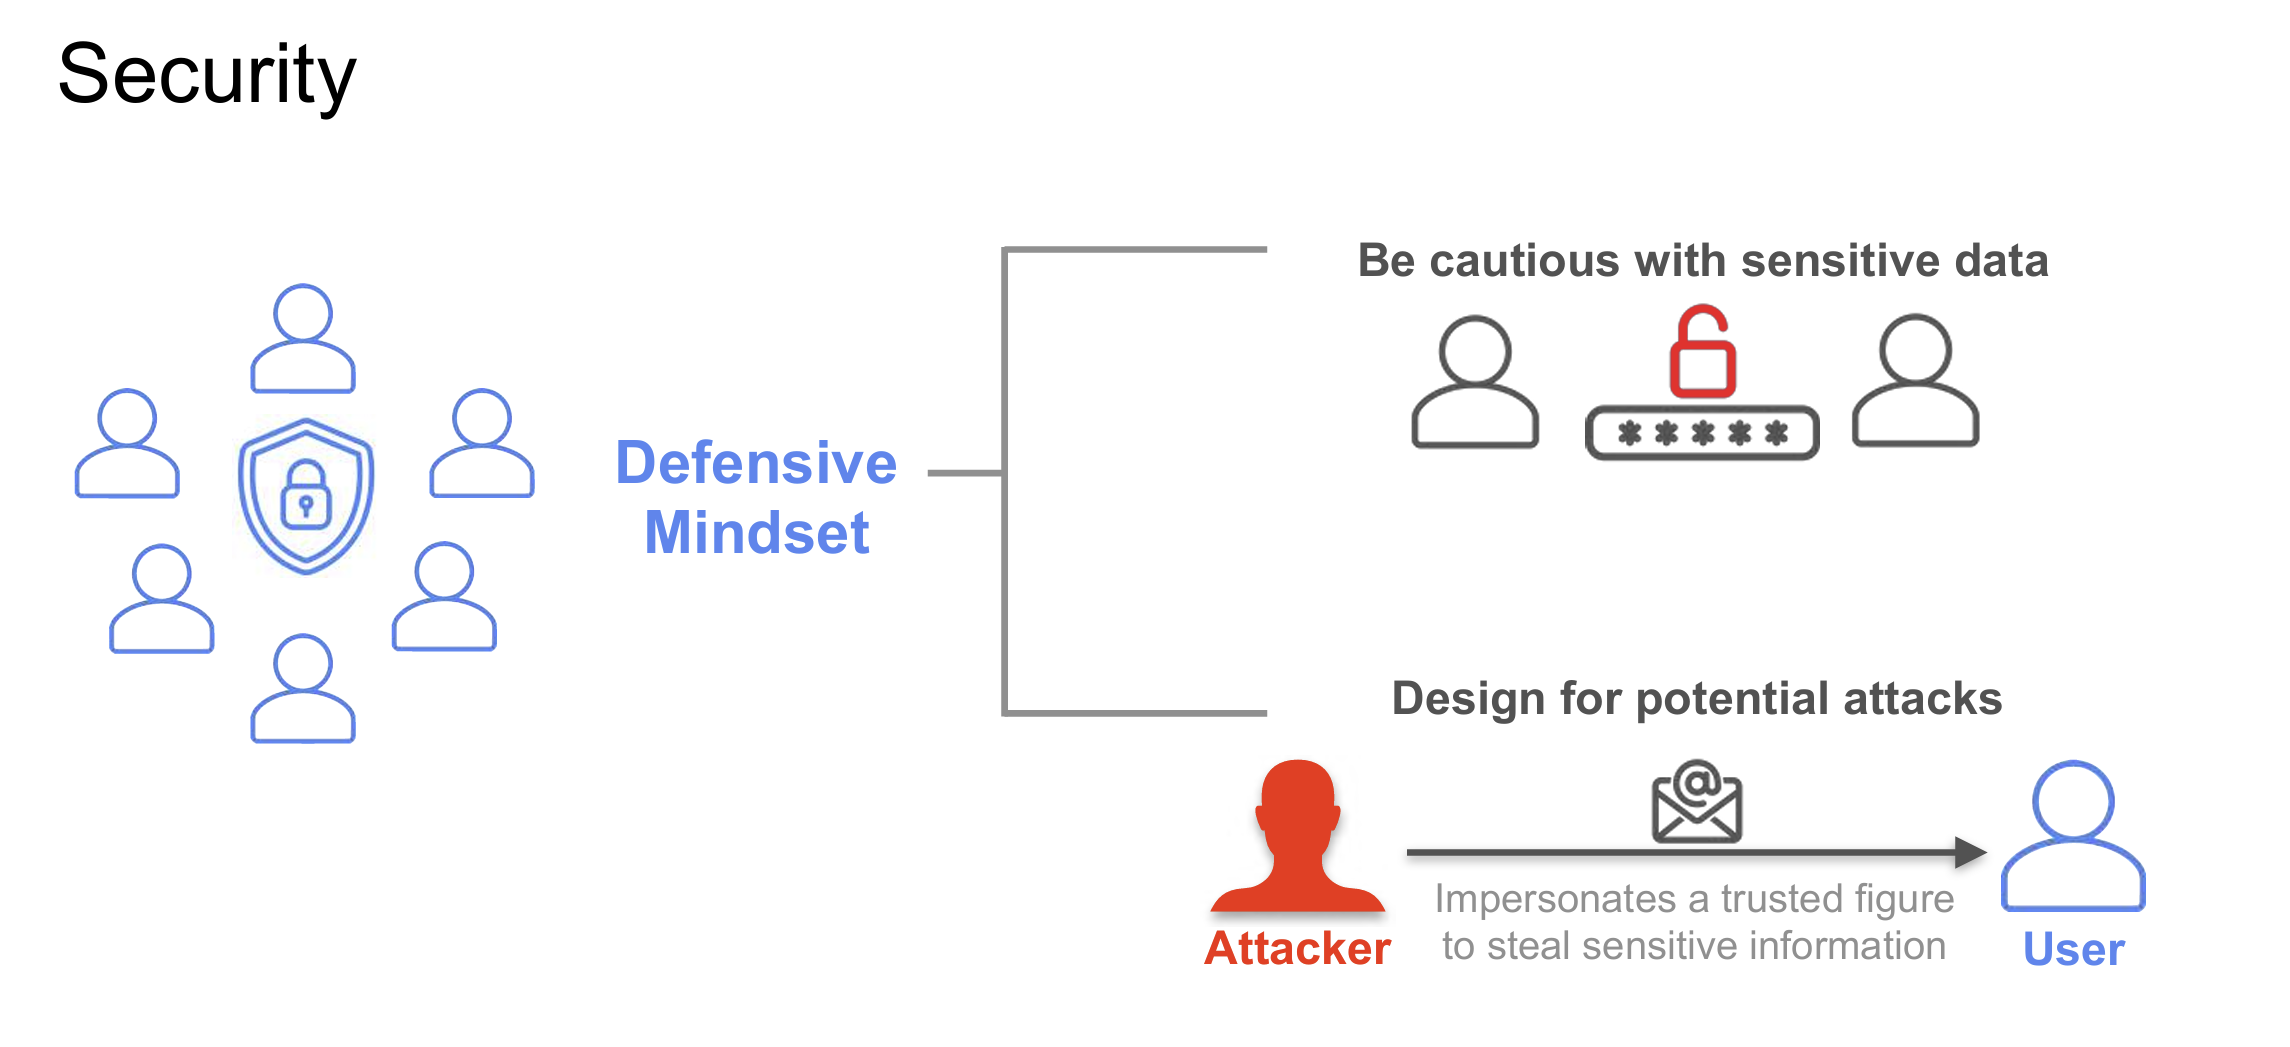 Security
Defensive
Mindset
Be cautious with sensitive data
*****
Design for potential attacks
@
Impersonates a trusted figure
to steal sensitive information
Attacker
User